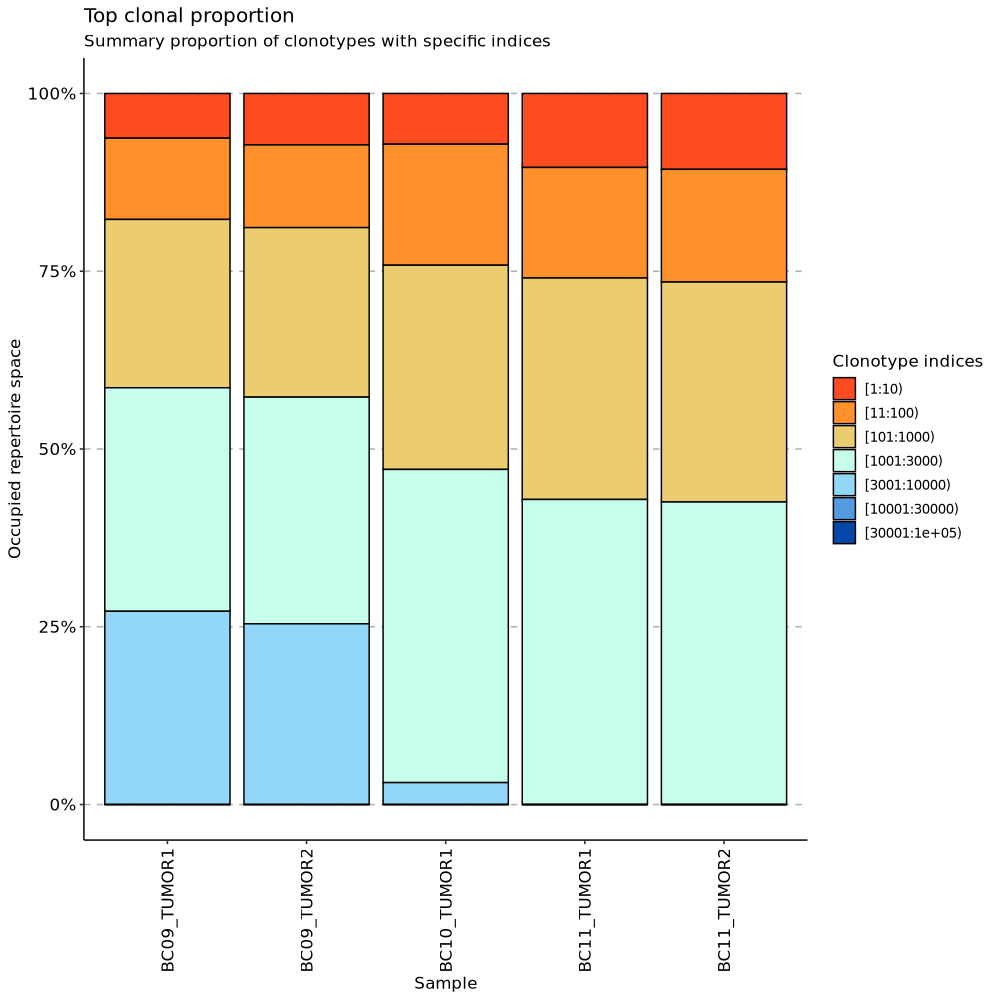 Top clonal proportion
Summary proportion of clonotypes with specific indices
Occupied repertoire space
100%
75%
50%
25%
0%
BC09_TUMOR1
BC09_TUMOR2
BC10_TUMOR1
BC11_TUMOR1
BC11_TUMOR2
Sample
Clonotype indices
[1:10)
[11:100)
[101:1000)
[1001:3000)
[3001:10000)
[10001:30000)
[30001:1e+05)